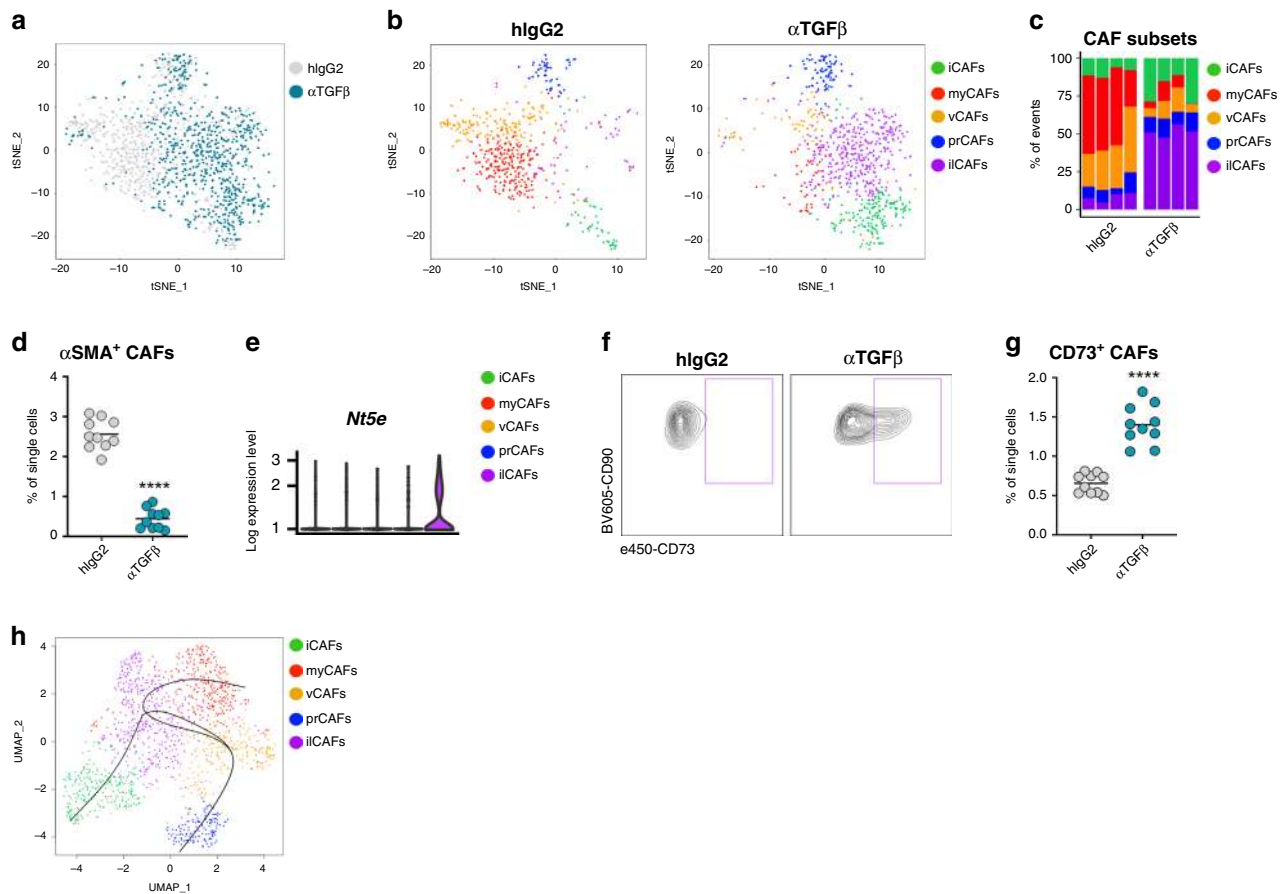 a
hIgG2
αTGFβ
20
10
0
−10
−20
−20
−10
0
10
tSNE_2
tSNE_1
b
hIgG2
αTGFβ
20
10
0
−10
−20
−20
−10
0
10
tSNE_2
tSNE_1
20
10
0
−10
−20
−20
−10
0
10
tSNE_2
tSNE_1
iCAFs
myCAFs
vCAFs
prCAFs
ilCAFs
c
CAF subsets
100
75
50
25
0
% of events
hIgG2
αTGFβ
iCAFs
myCAFs
vCAFs
prCAFs
ilCAFs
d
αSMA⁺ CAFs
4
3
2
1
0
% of single cells
****
hIgG2
αTGFβ
e
Nt5e
3
2
1
Log expression level
iCAFs
myCAFs
vCAFs
prCAFs
ilCAFs
f
hIgG2
αTGFβ
BV605-CD90
e450-CD73
g
CD73⁺ CAFs
2.0
1.5
1.0
0.5
0.0
% of single cells
****
hIgG2
αTGFβ
h
4
2
0
−2
−4
−4
−2
0
2
4
UMAP_2
UMAP_1
iCAFs
myCAFs
vCAFs
prCAFs
ilCAFs